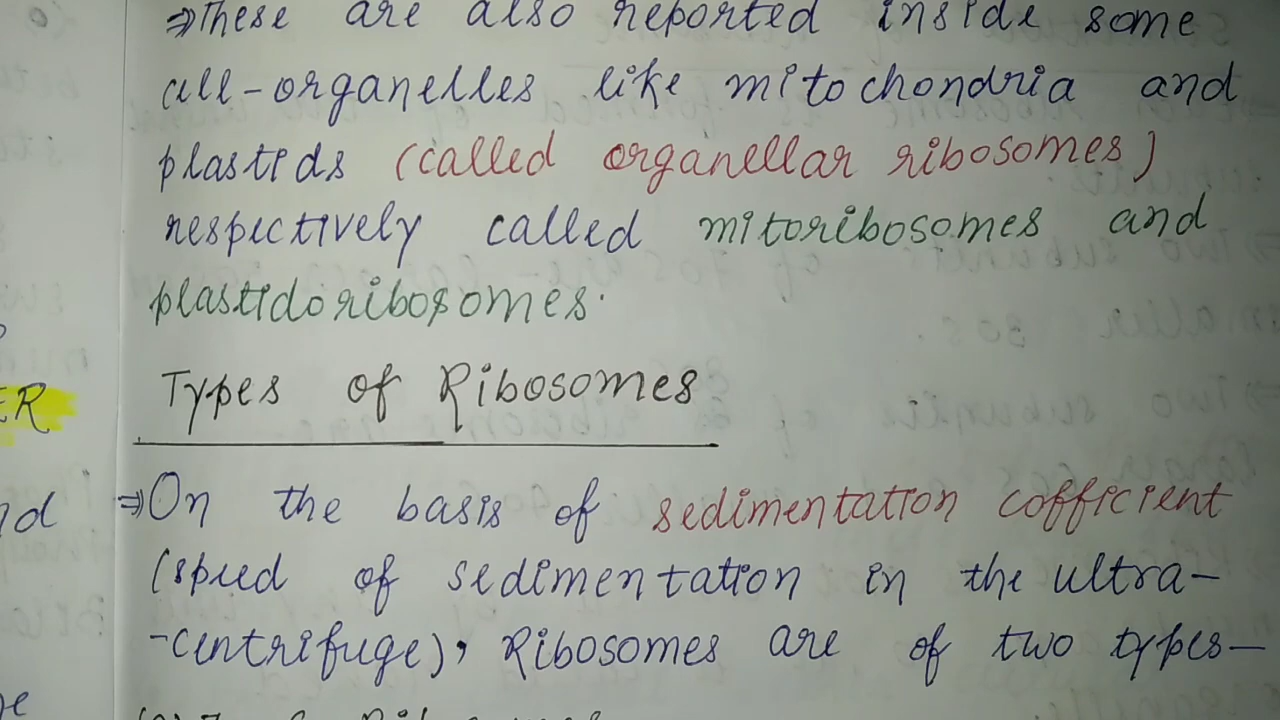 ⇒These are also reported inside some
cell-organelles like mitochondria and
plastids (called organellar ribosomes)
respectively called mitoribosomes and
plastidoribosomes.
Types of Ribosomes
⇒On the basis of sedimentation cofficient
(speed of sedimentation in the ultra-
-centrifuge), Ribosomes are of two types-
ER